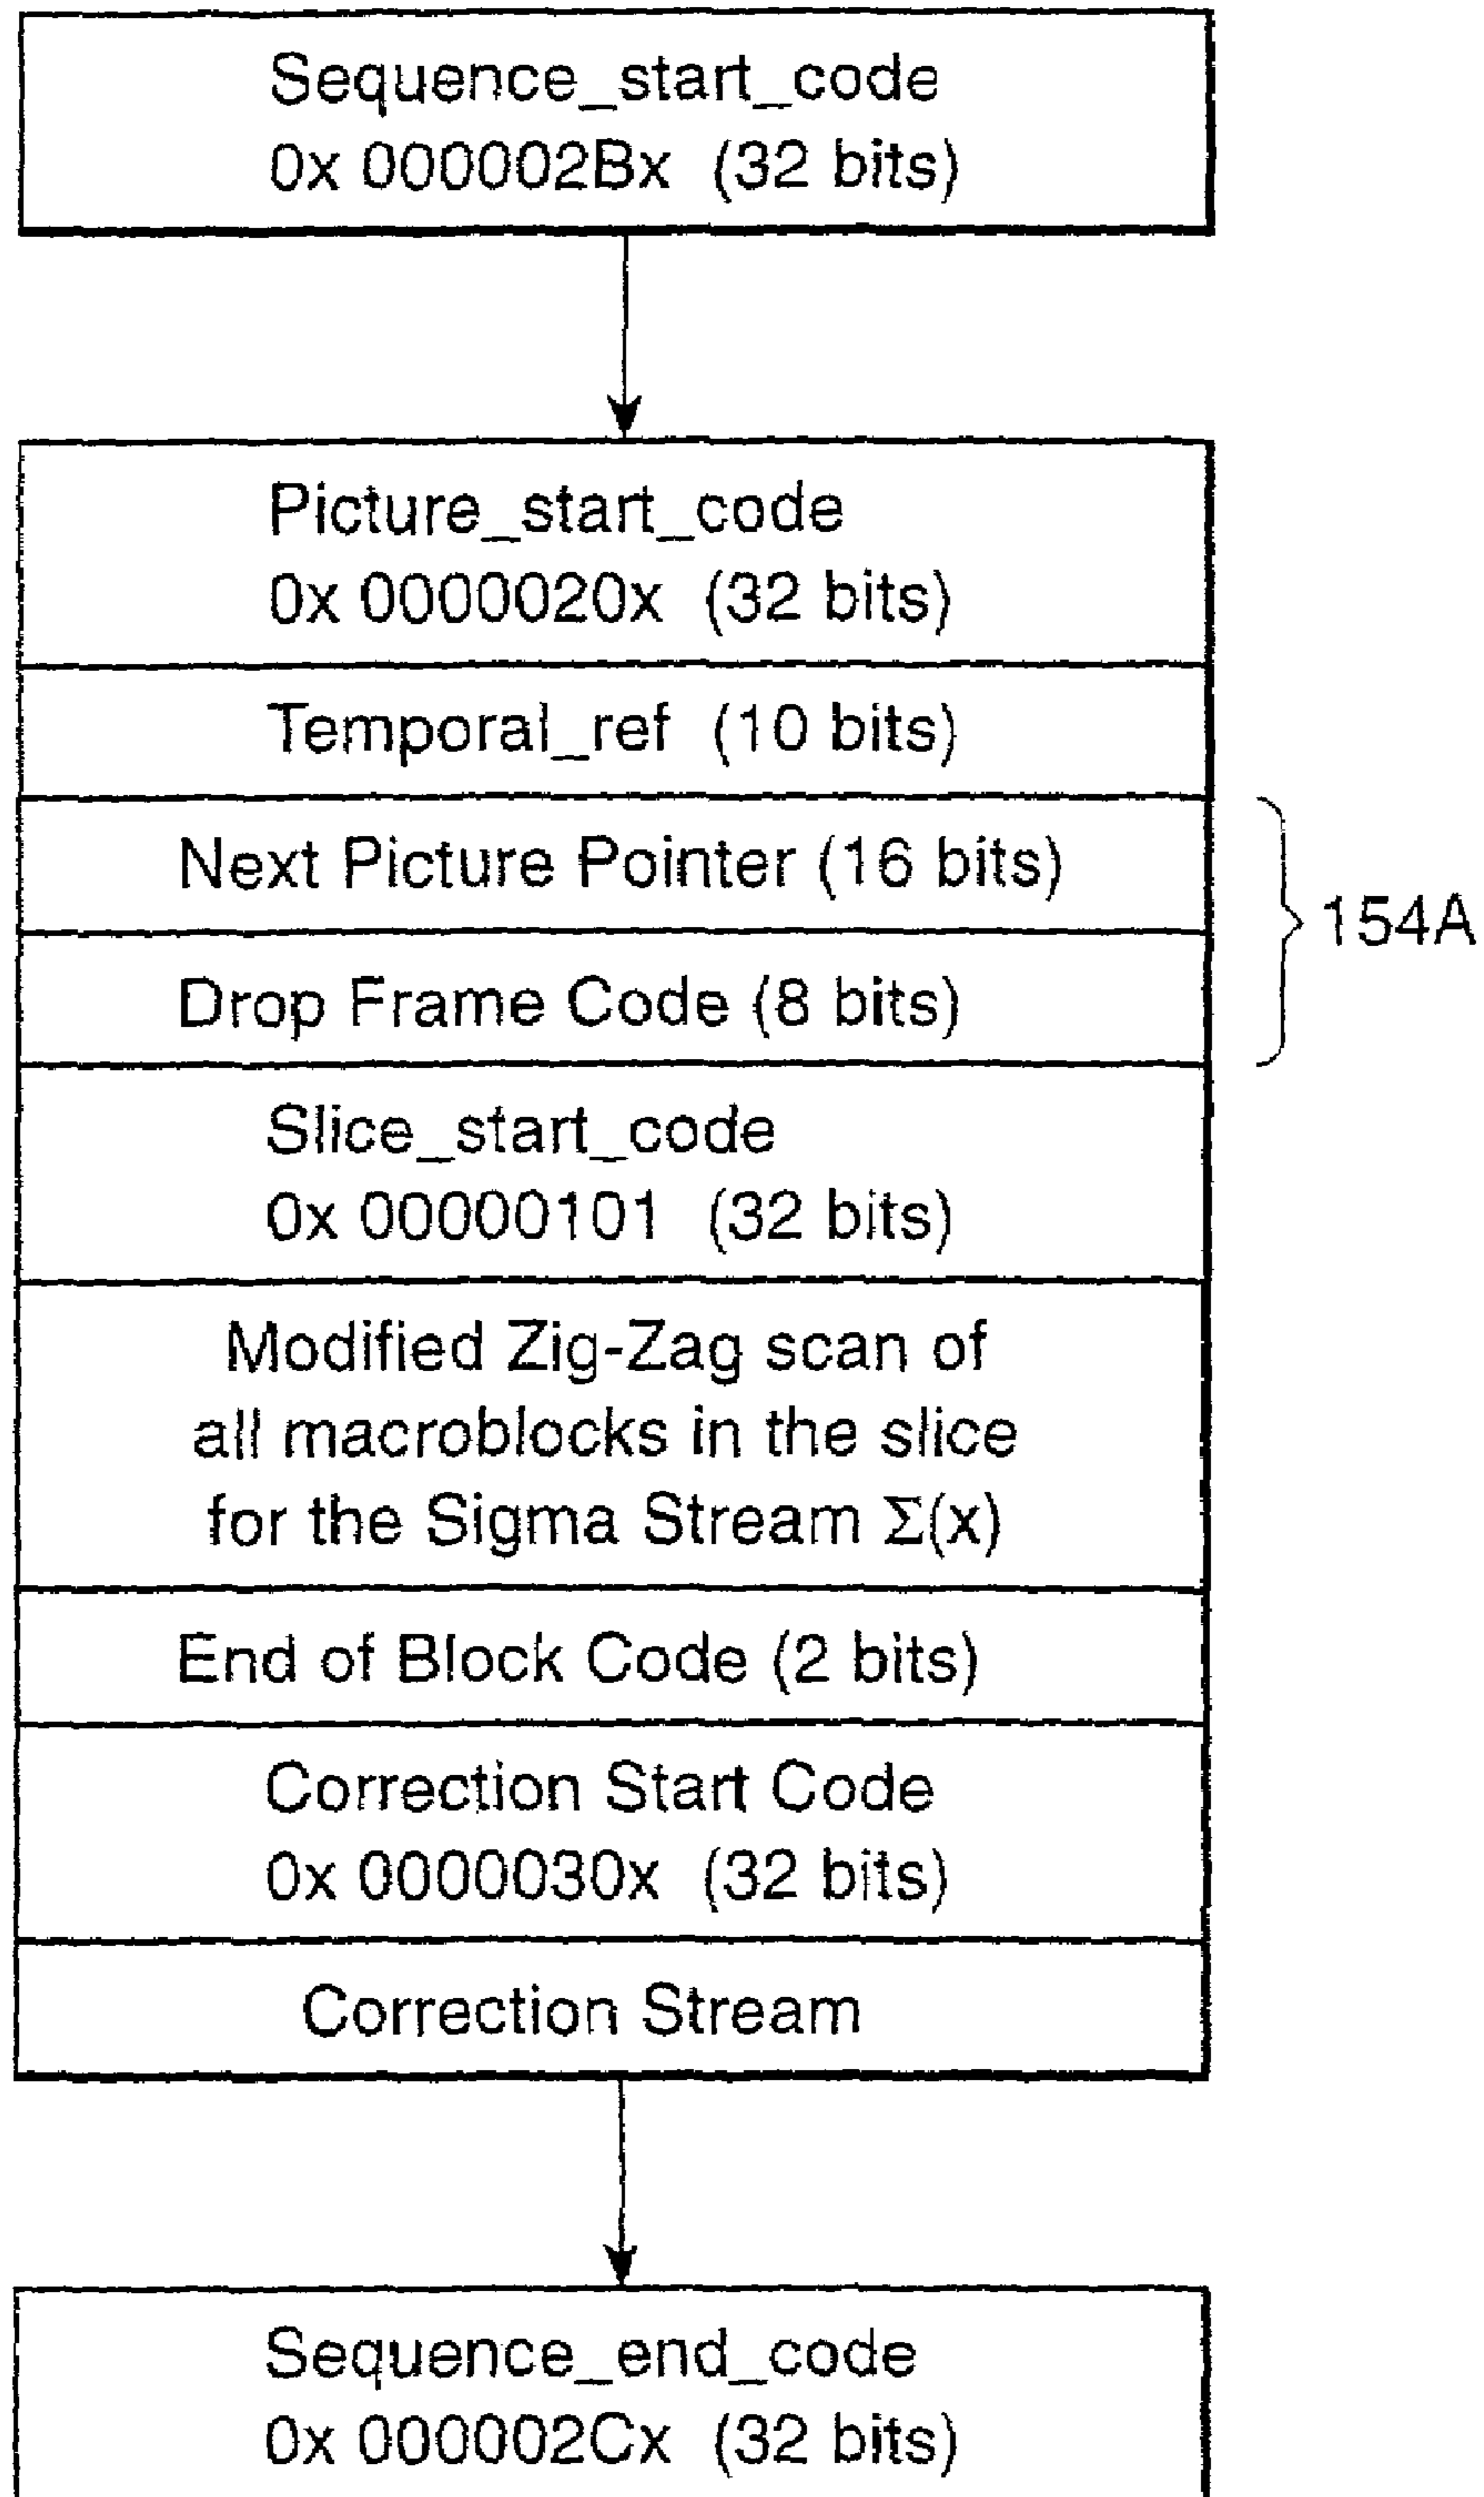 Sequence_start_code
0x 000002Bx (32 bits)
Picture_start_code
0x 0000020x (32 bits)
Temporal_ref (10 bits)
Next Picture Pointer (16 bits)
154A
Drop Frame Code (8 bits)
Slice_start_code
0x 00000101 (32 bits)
Modified Zig-Zag scan of
all macroblocks in the slice
for the Sigma Stream Σ(x)
End of Block Code (2 bits)
Correction Start Code
0x 0000030x (32 bits)
Correction Stream
Sequence_end_code
0x 000002Cx (32 bits)